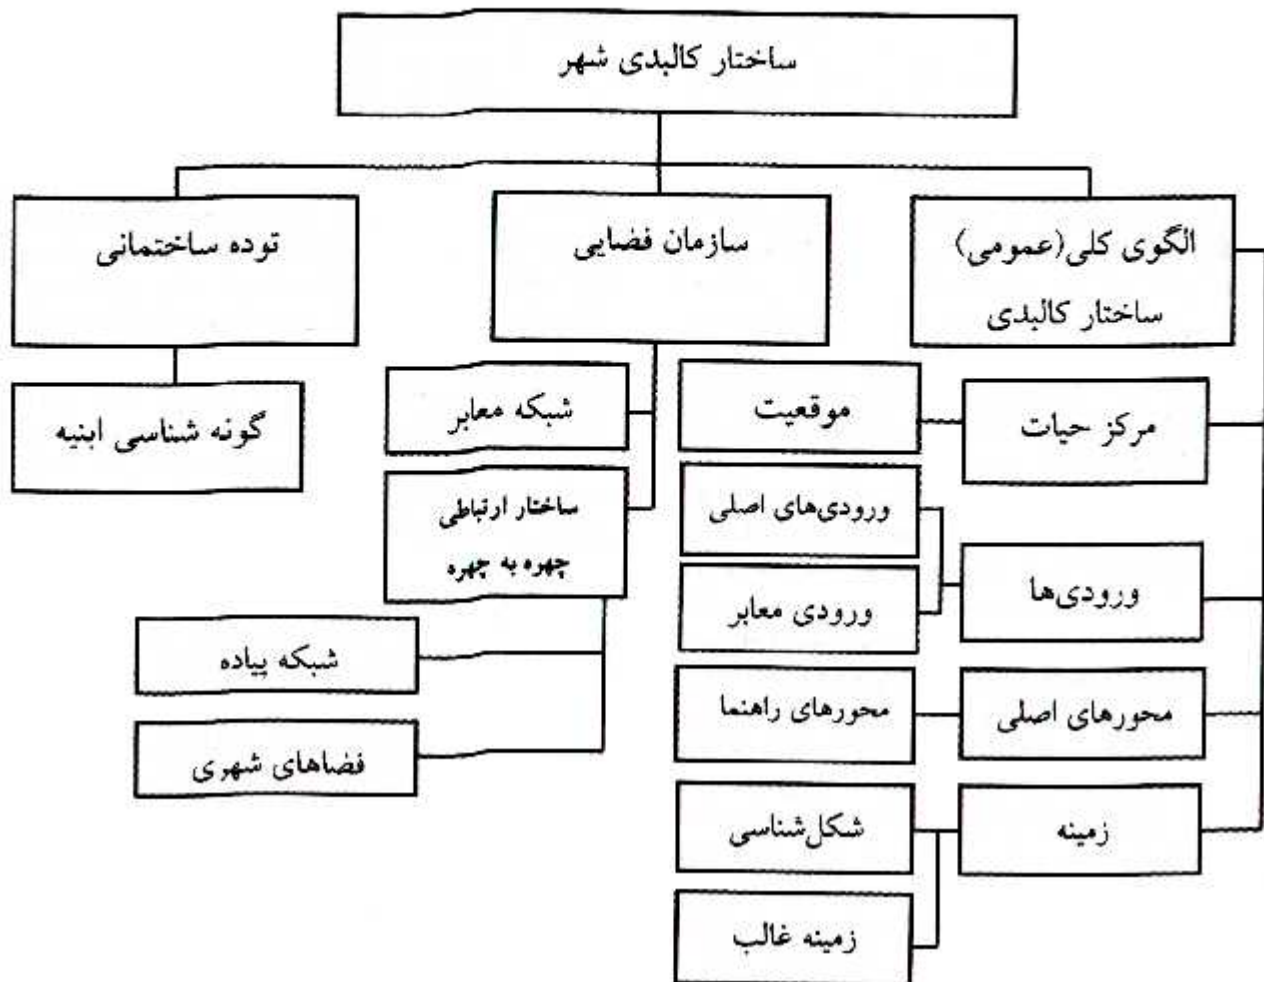 ساختار کالبدی شهر
الگوی کلی(عمومی)
ساختار کالبدی
سازمان فضایی
توده ساختمانی
مرکز حیات
موقعیت
ورودی‌ها
ورودی‌های اصلی
ورودی معابر
محورهای اصلی
محورهای راهنما
زمینه
شکل‌شناسی
زمینه غالب
شبکه معابر
ساختار ارتباطی
چهره به چهره
شبکه پیاده
فضاهای شهری
گونه شناسی ابنیه